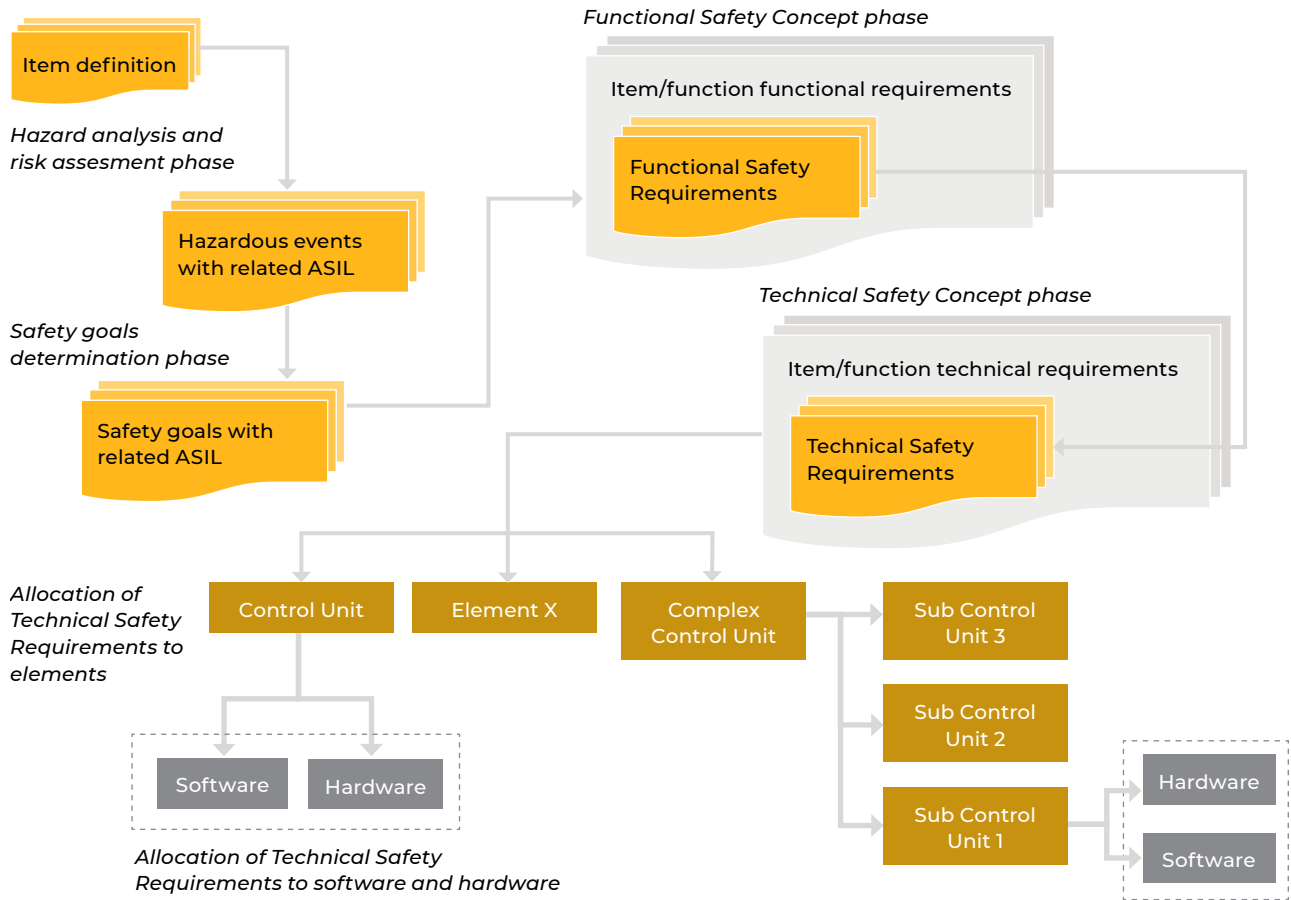 Functional Safety Concept phase
Item definition
Item/function functional requirements
Hazard analysis and
risk assesment phase
Functional Safety
Requirements
Hazardous events
with related ASIL
Technical Safety Concept phase
Safety goals
determination phase
Item/function technical requirements
Safety goals with
related ASIL
Technical Safety
Requirements
Allocation of
Technical Safety
Requirements to
elements
Control Unit
Element X
Complex
Control Unit
Sub Control
Unit 3
Sub Control
Unit 2
Sub Control
Unit 1
Software
Hardware
Hardware
Software
Allocation of Technical Safety
Requirements to software and hardware